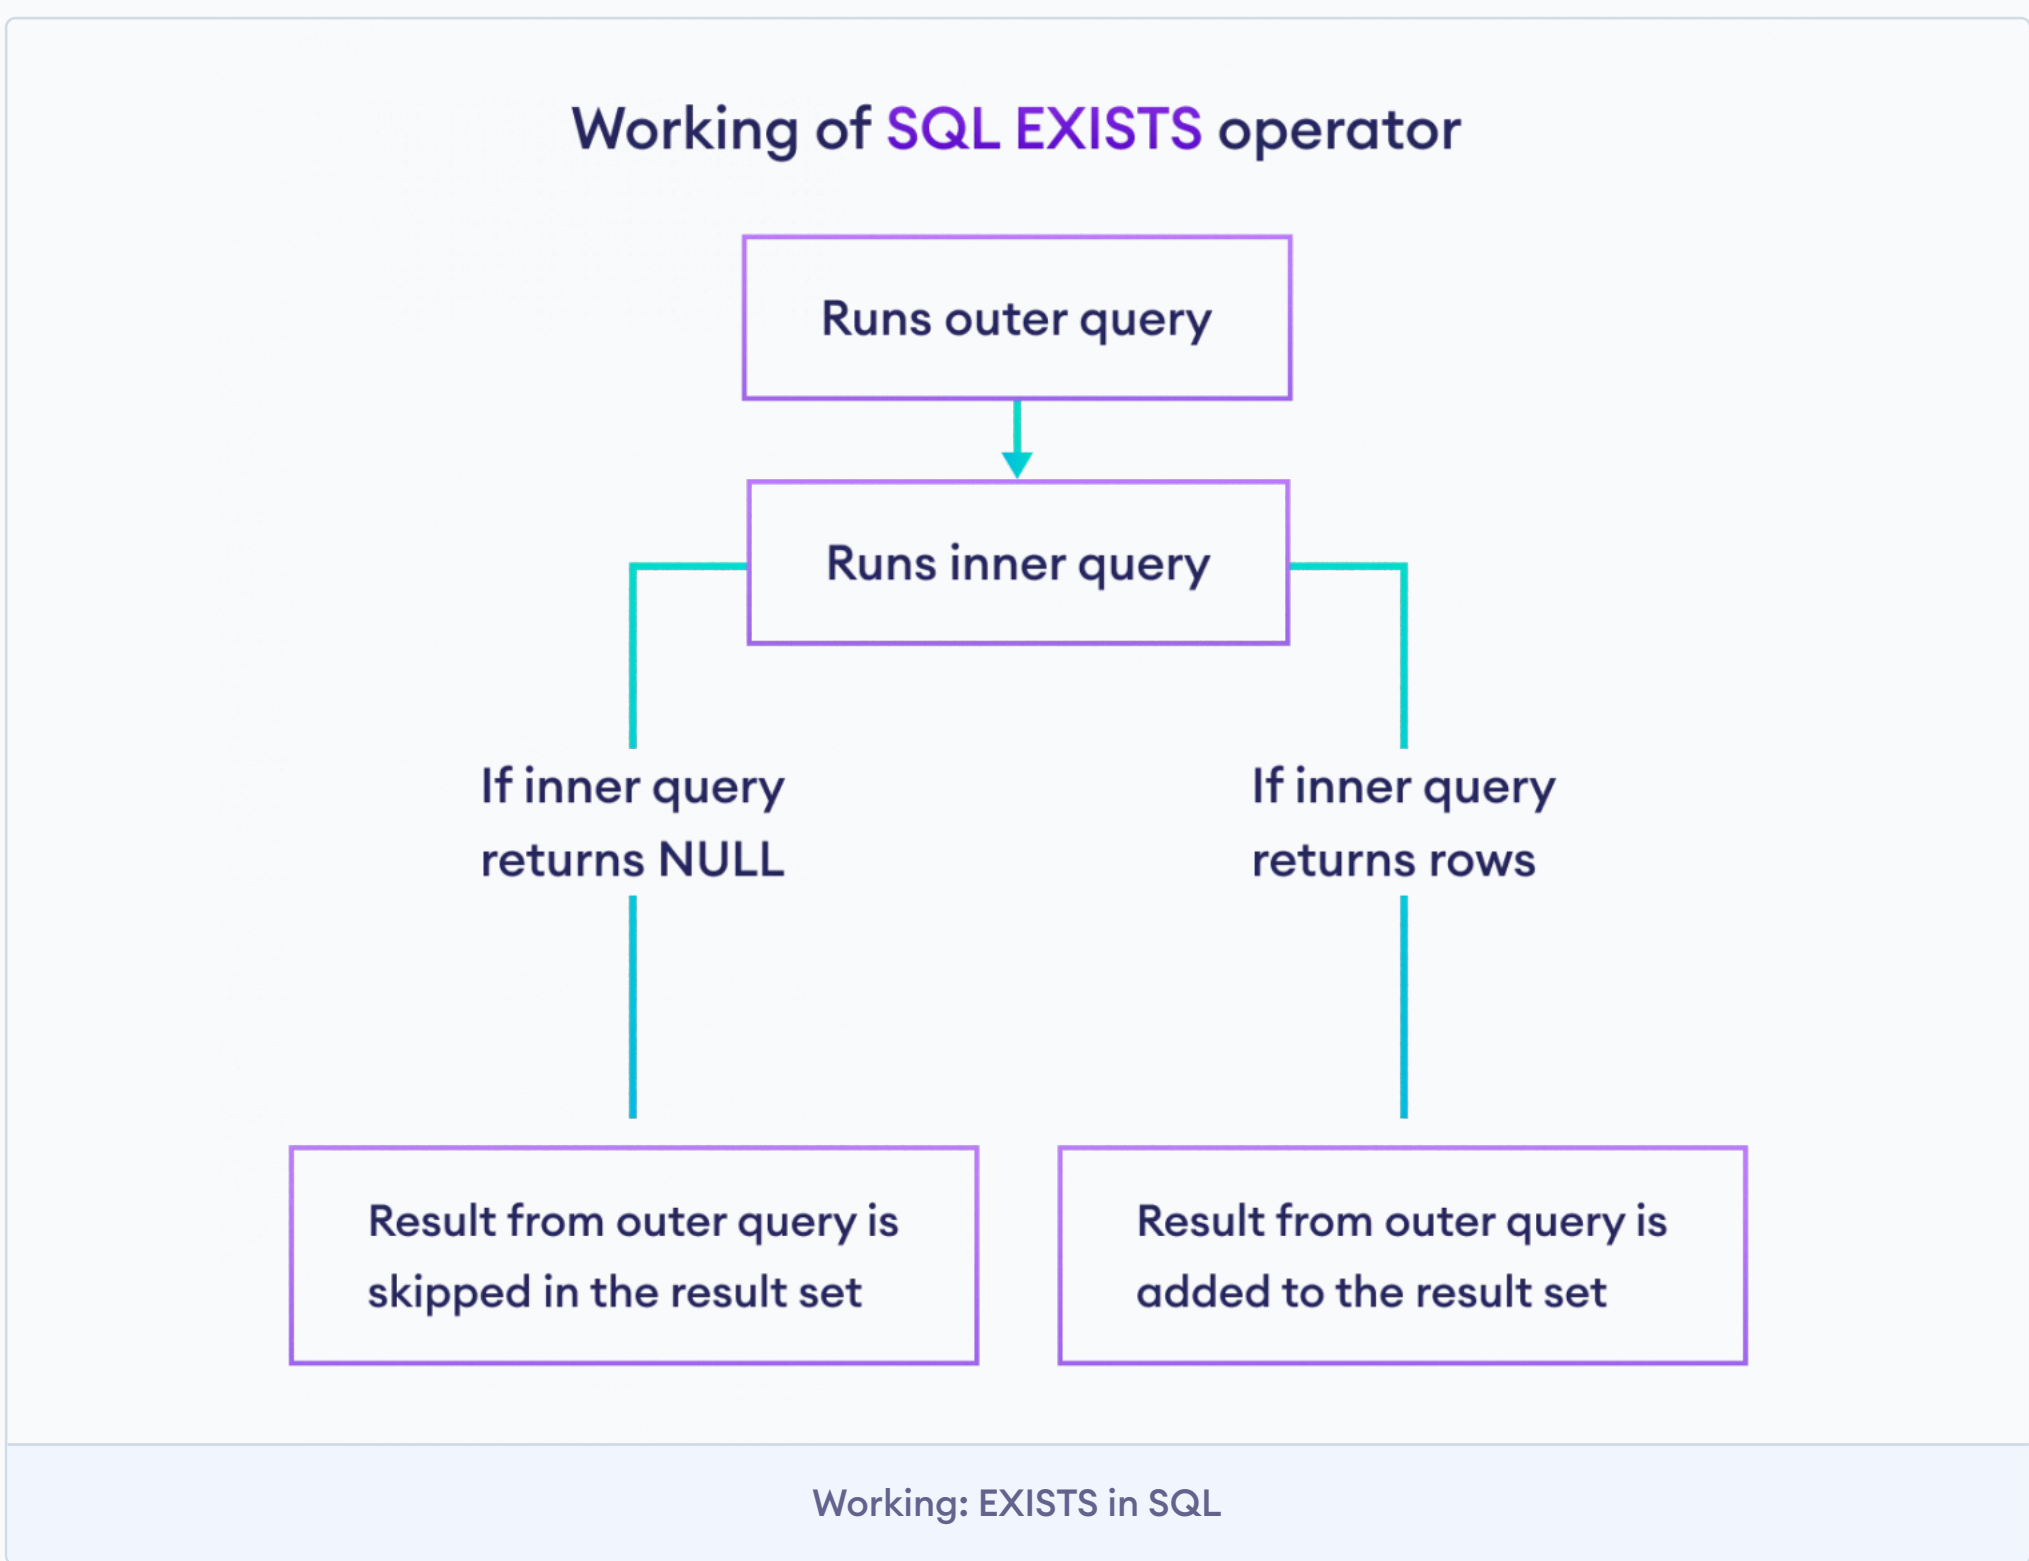 Working of SQL EXISTS operator
Runs outer query
Runs inner query
If inner query
returns NULL
If inner query
returns rows
Result from outer query is
skipped in the result set
Result from outer query is
added to the result set
Working: EXISTS in SQL